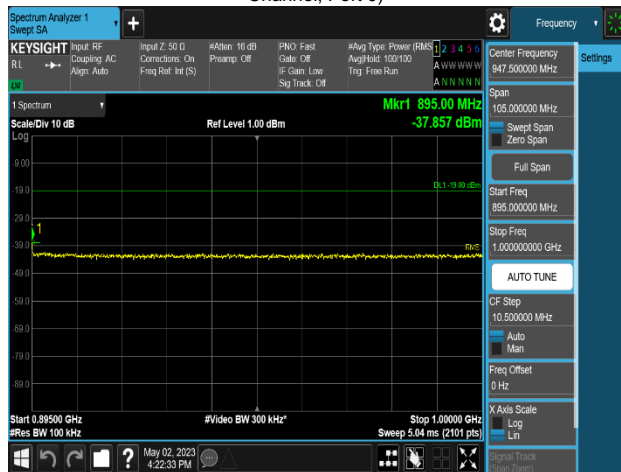 Channel, Port 0)
Spectrum Analyzer 1
Swept SA
Frequency
KEYSIGHT
RL
LW
Input: RF
Coupling: AC
Align: Auto
Input Z: 50 Ω
Corrections: On
Freq Ref: Int (S)
#Atten: 16 dB
Preamp: Off
PNO: Fast
Gate: Off
IF Gain: Low
Sig Track: Off
#Avg Type: Power (RMS
Avg|Hold: 100/100
Trig: Free Run
1 2 3 4 5 6
A W W W W W
A N N N N N
1 Spectrum
Scale/Div 10 dB
Ref Level 1.00 dBm
Mkr1 895.00 MHz
-37.857 dBm
Log
-9.00
-19.0
-29.0
-39.0
-49.0
-59.0
-69.0
-79.0
-89.0
DL1 -19.00 dBm
1
RMS
Start 0.89500 GHz
#Res BW 100 kHz
#Video BW 300 kHz*
Stop 1.00000 GHz
Sweep 5.04 ms (2101 pts)
Center Frequency
947.500000 MHz
Settings
Span
105.000000 MHz
Swept Span
Zero Span
Full Span
Start Freq
895.000000 MHz
Stop Freq
1.000000000 GHz
AUTO TUNE
CF Step
10.500000 MHz
Auto
Man
Freq Offset
0 Hz
X Axis Scale
Log
Lin
Signal Track
(Span Zoom)
?
May 02, 2023
4:22:33 PM